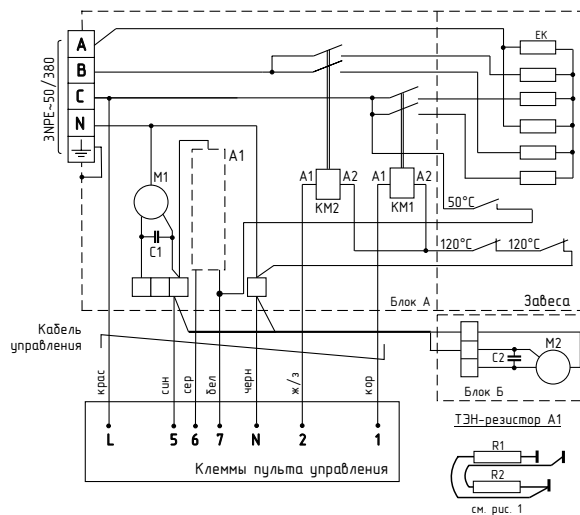 3NPE~50/380
A
B
C
N
EK
M1
C1
A1
A1
A2
KM2
A1
A2
KM1
50°C
120°C
120°C
Блок А
Завеса
Кабель
управления
крас
син
сер
бел
черн
ж/з
кор
L
5
6
7
N
2
1
Клеммы пульта управления
C2
M2
Блок Б
ТЭН-резистор А1
R1
R2
см. рис. 1